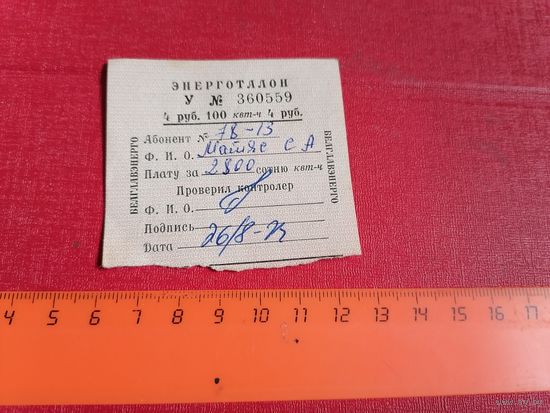 ЭНЕРГОТАЛОН
У № 360559
4 руб. 100 квт-ч 4 руб.
БЕЛГЛАВЭНЕРГО
БЕЛГЛАВЭНЕРГО
Абонент № 78-13
Ф. И. О. С А
Плату за 2800 сотню квт-ч
Проверил контролер
Ф. И. О.
Подпись
Дата 26/8-
4 5 6 7 8 9 10 11 12 13 14 15 16 17